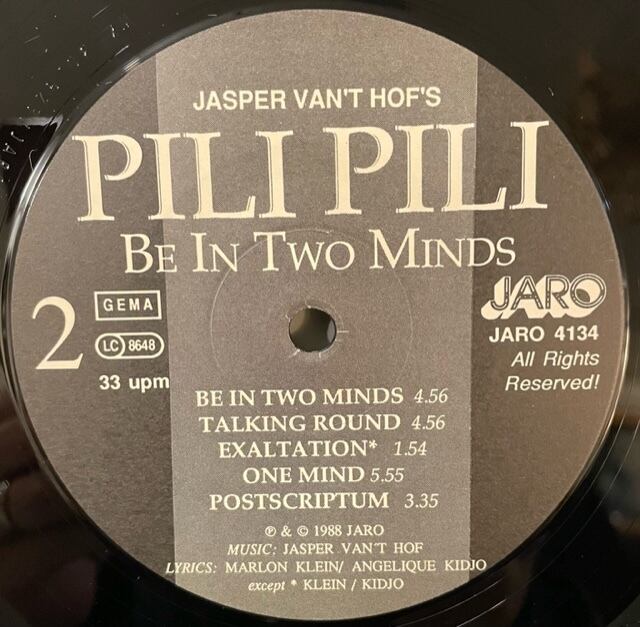 JASPER VAN'T HOF'S
PILI PILI
BE IN TWO MINDS
JARO
JARO 4134
All Rights
Reserved!
2
GEMA
LC 8648
33 upm
BE IN TWO MINDS 4.56
TALKING ROUND 4.56
EXALTATION* 1.54
ONE MIND 5.55
POSTSCRIPTUM 3.35
℗ & © 1988 JARO
MUSIC: JASPER VAN'T HOF
LYRICS: MARLON KLEIN/ ANGELIQUE KIDJO
except * KLEIN / KIDJO